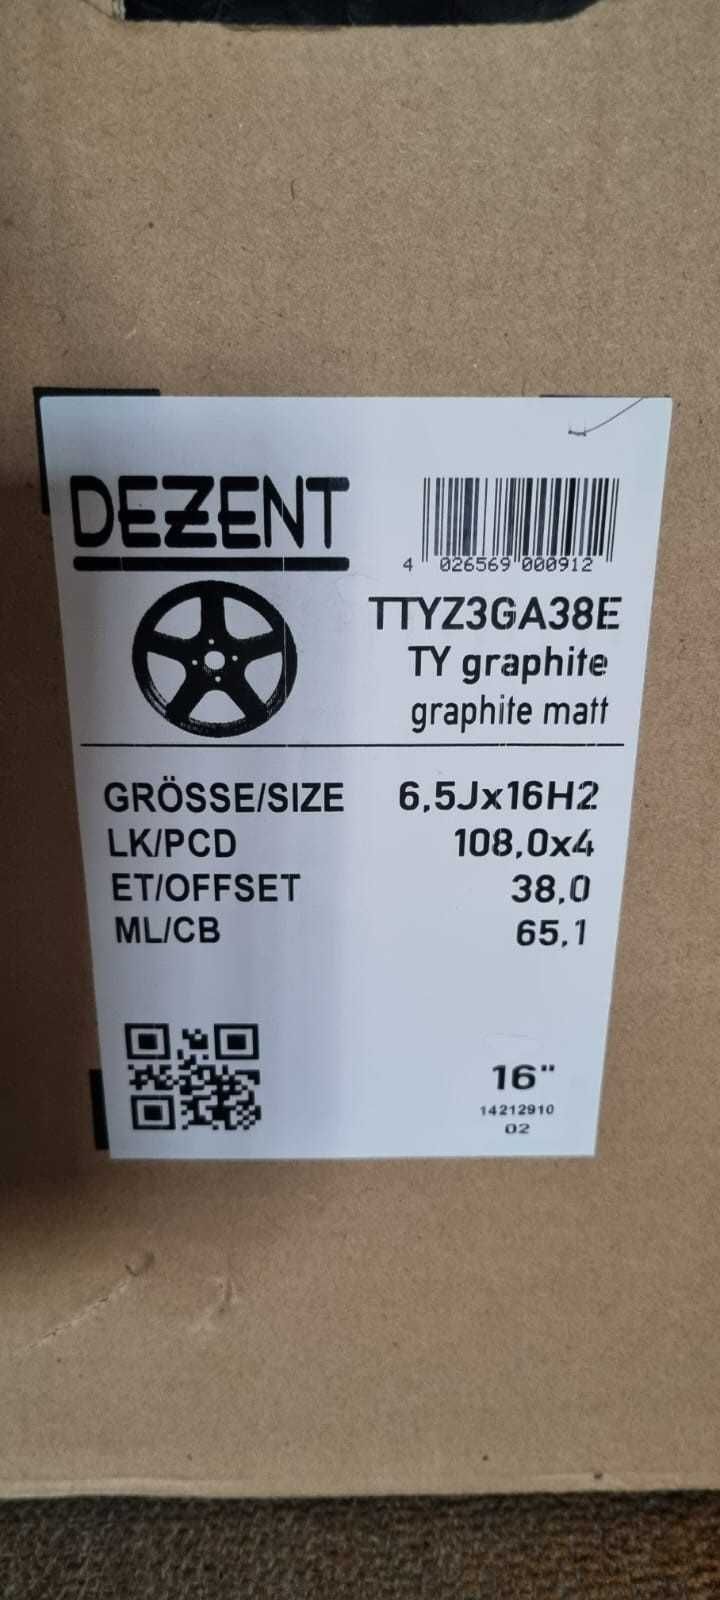 DEZENT
4 026569 000912
TTYZ3GA38E
TY graphite
graphite matt
GRÖSSE/SIZE 6,5Jx16H2
LK/PCD 108,0x4
ET/OFFSET 38,0
ML/CB 65,1
16"
14212910
02